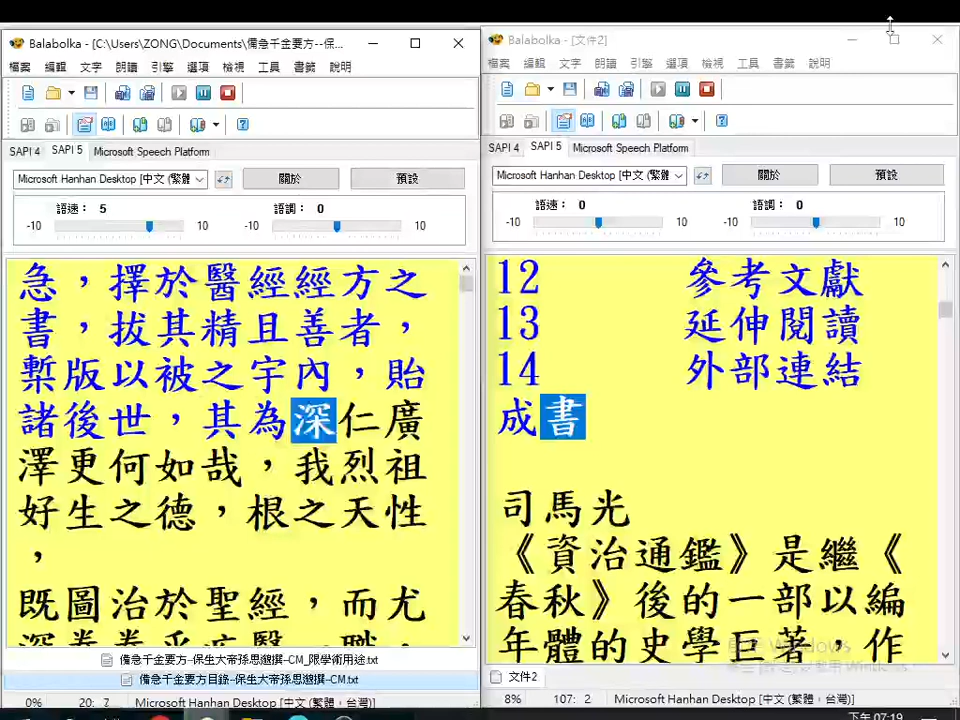 Balabolka - [C:\Users\ZONG\Documents\備急千金要方--保...
檔案 編輯 文字 朗讀 引擎 選項 檢視 工具 書籤 說明
SAPI 4 SAPI 5 Microsoft Speech Platform
Microsoft Hanhan Desktop [中文 (繁體 關於 預設
語速： 5 語調： 0
-10 10 -10 10
急，擇於醫經經方之
書，拔其精且善者，
槧版以被之宇內，貽
諸後世，其為深仁廣
澤更何如哉，我烈祖
好生之德，根之天性
，
既圖治於聖經，而尤
備急千金要方--保生大帝孫思邈撰--CM_限學術用途.txt
備急千金要方目錄--保生大帝孫思邈撰--CM.txt
0% 20: 7 Microsoft Hanhan Desktop [中文 (繁體，台灣)]
Balabolka - [文件2]
檔案 編輯 文字 朗讀 引擎 選項 檢視 工具 書籤 說明
SAPI 4 SAPI 5 Microsoft Speech Platform
Microsoft Hanhan Desktop [中文 (繁體 關於 預設
語速： 0 語調： 0
-10 10 -10 10
12 參考文獻
13 延伸閱讀
14 外部連結
成書
司馬光
《資治通鑑》是繼《
春秋》後的一部以編
年體的史學巨著，作
文件2
8% 107: 2 Microsoft Hanhan Desktop [中文 (繁體，台灣)]
下午 07:19